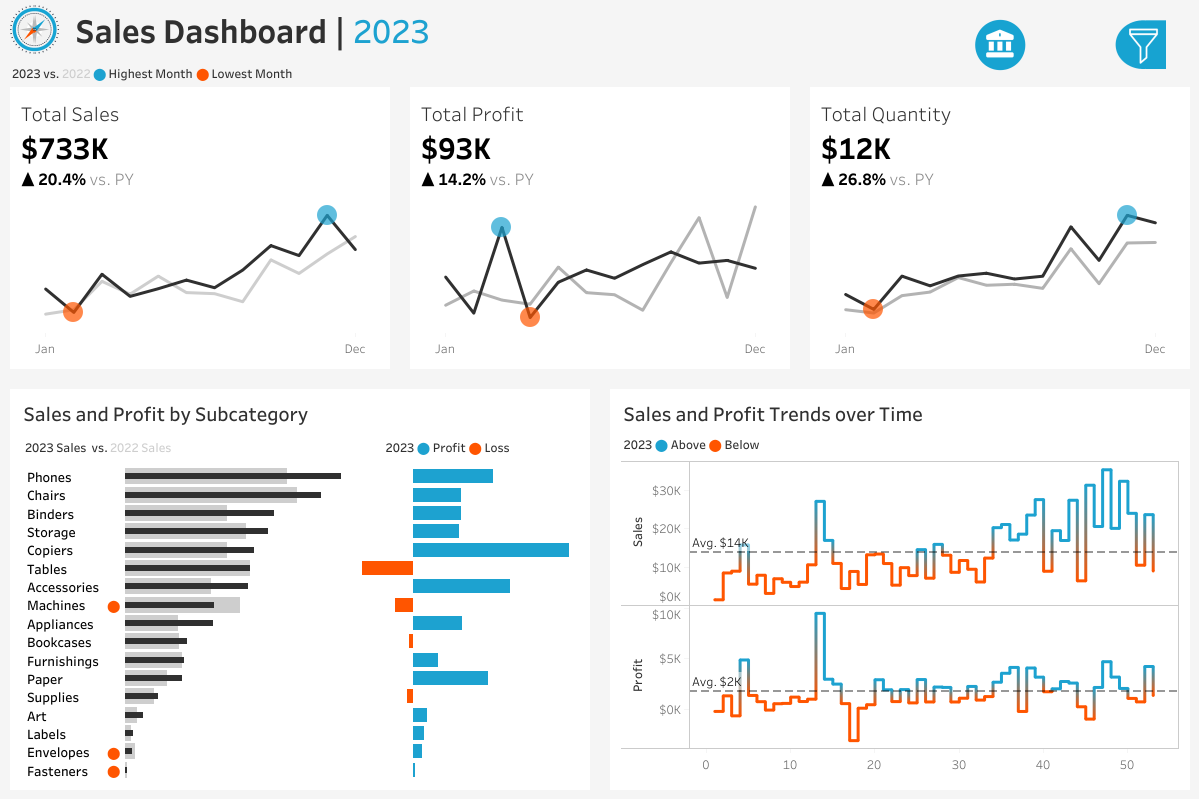 Sales Dashboard | 2023
2023 vs. 2022 Highest Month Lowest Month
Total Sales
$733K
▲ 20.4% vs. PY
Jan Dec
Total Profit
$93K
▲ 14.2% vs. PY
Jan Dec
Total Quantity
$12K
▲ 26.8% vs. PY
Jan Dec
Sales and Profit by Subcategory
2023 Sales vs. 2022 Sales
2023 Profit Loss
Phones
Chairs
Binders
Storage
Copiers
Tables
Accessories
Machines
Appliances
Bookcases
Furnishings
Paper
Supplies
Art
Labels
Envelopes
Fasteners
Sales and Profit Trends over Time
2023 Above Below
Sales
$30K
$20K
$10K
$0K
Avg. $14K
Profit
$10K
$5K
$0K
Avg. $2K
0 10 20 30 40 50